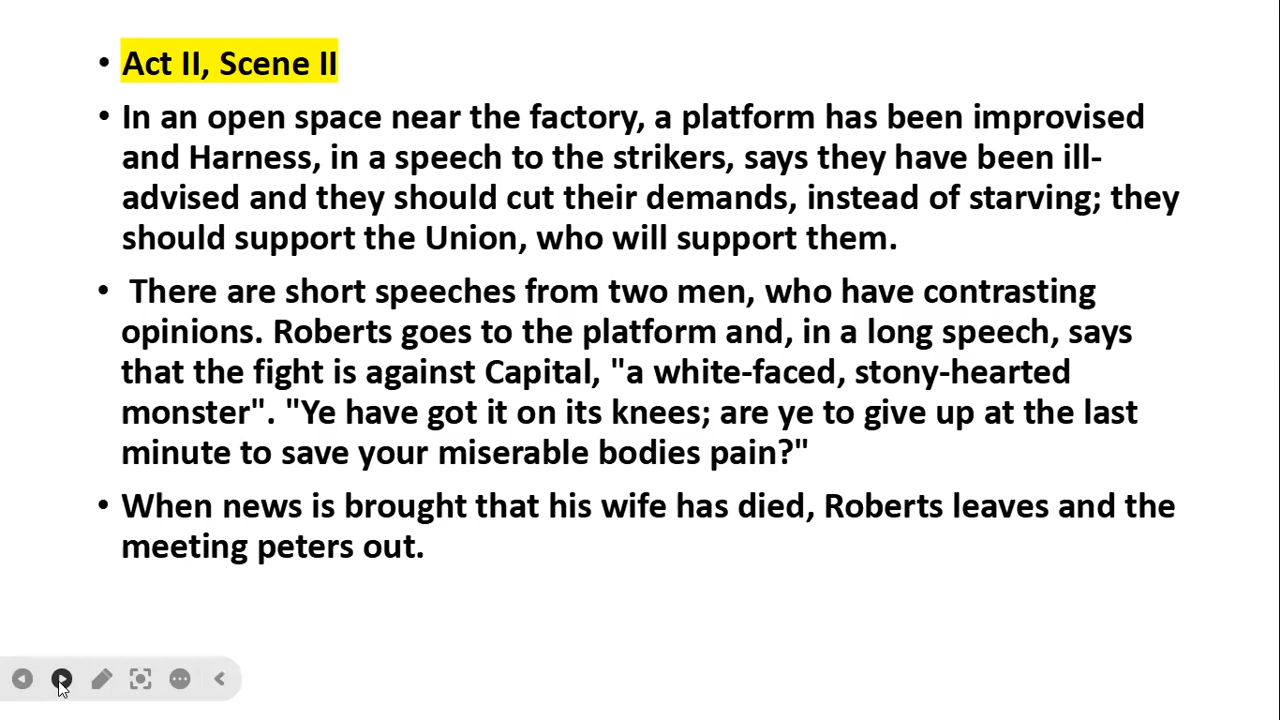 • Act II, Scene II
• In an open space near the factory, a platform has been improvised
and Harness, in a speech to the strikers, says they have been ill-
advised and they should cut their demands, instead of starving; they
should support the Union, who will support them.
• There are short speeches from two men, who have contrasting
opinions. Roberts goes to the platform and, in a long speech, says
that the fight is against Capital, "a white-faced, stony-hearted
monster". "Ye have got it on its knees; are ye to give up at the last
minute to save your miserable bodies pain?"
• When news is brought that his wife has died, Roberts leaves and the
meeting peters out.